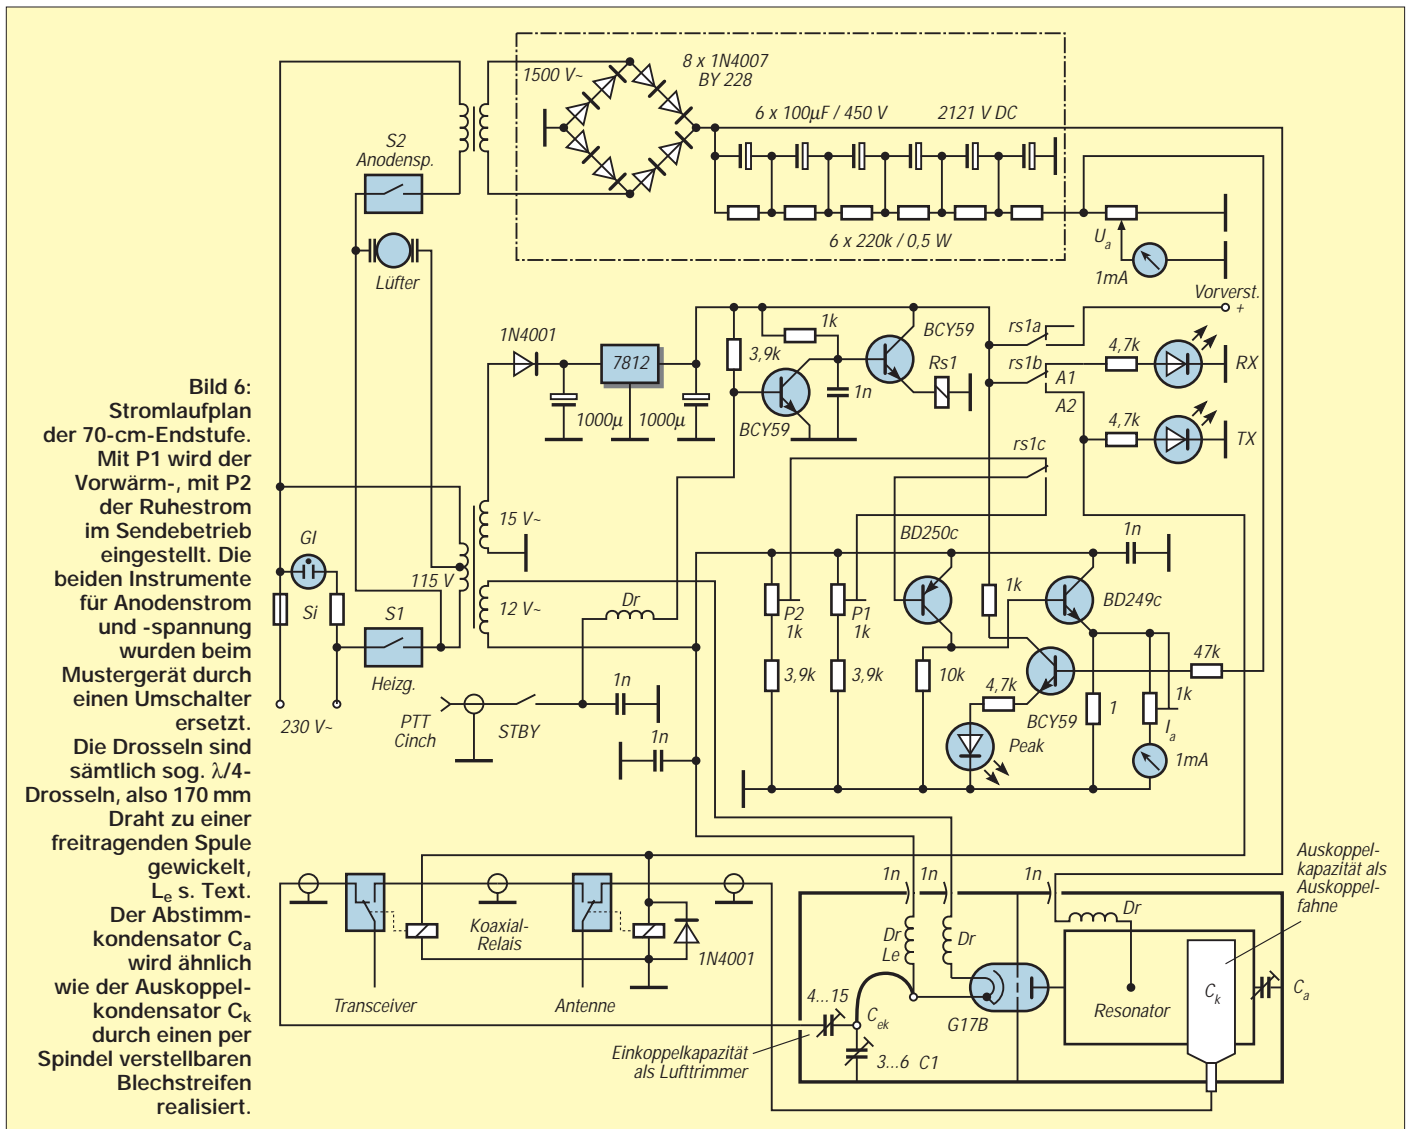 Bild 6:
Stromlaufplan
der 70-cm-Endstufe.
Mit P1 wird der
Vorwärm-, mit P2
der Ruhestrom
im Sendebetrieb
eingestellt. Die
beiden Instrumente
für Anodenstrom
und -spannung
wurden beim
Mustergerät durch
einen Umschalter
ersetzt.
Die Drosseln sind
sämtlich sog. λ/4-
Drosseln, also 170 mm
Draht zu einer
freitragenden Spule
gewickelt,
Le s. Text.
Der Abstimm-
kondensator Ca
wird ähnlich
wie der Auskoppel-
kondensator Ck
durch einen per
Spindel verstellbaren
Blechstreifen
realisiert.
1500 V~
8 x 1N4007
BY 228
6 x 100µF / 450 V
2121 V DC
S2
Anodensp.
6 x 220k / 0,5 W
Ua
1mA
Lüfter
Vorverst.
+
1N4001
7812
1000µ
1000µ
3,9k
1k
BCY59
BCY59
1n
Rs1
rs1a
rs1b
A1
A2
4,7k
RX
4,7k
TX
rs1c
15 V~
Gl
115 V
Si
S1
12 V~
Heizg.
230 V~
Dr
PTT
Cinch
STBY
1n
1n
P2
1k
P1
1k
3,9k
3,9k
BD250c
10k
1k
1n
BD249c
47k
4,7k
BCY59
1
1k
Ia
1mA
Peak
Transceiver
Koaxial-
Relais
Antenne
1N4001
1n
1n
1n
Dr
Le
Dr
Dr
Auskoppel-
kapazität als
Auskoppel-
fahne
4...15
Cek
G17B
Resonator
Ck
Ca
Einkoppelkapazität
als Lufttrimmer
3...6 C1